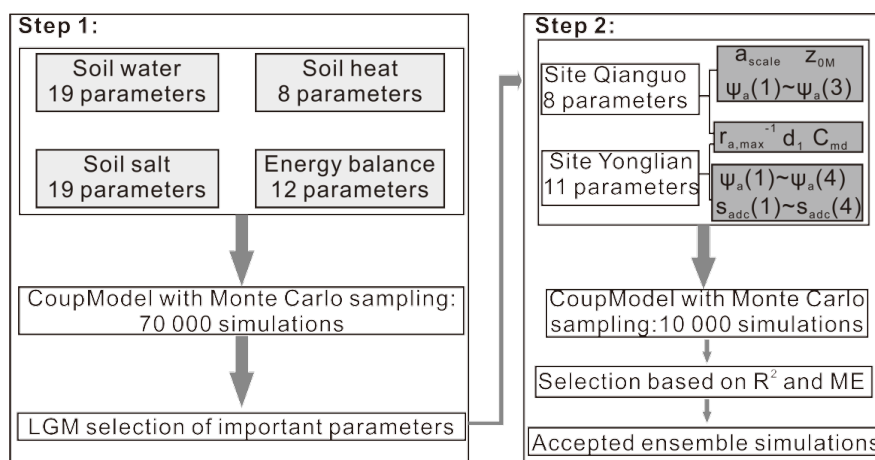 Step 1:
Soil water
19 parameters
Soil heat
8 parameters
Soil salt
19 parameters
Energy balance
12 parameters
CoupModel with Monte Carlo sampling:
70 000 simulations
LGM selection of important parameters
Step 2:
Site Qianguo
8 parameters
a_scale z_0M
Ψ_a(1)~Ψ_a(3)
r_a,max^-1 d_1 C_md
Site Yonglian
11 parameters
Ψ_a(1)~Ψ_a(4)
s_adc(1)~s_adc(4)
CoupModel with Monte Carlo
sampling:10 000 simulations
Selection based on R² and ME
Accepted ensemble simulations